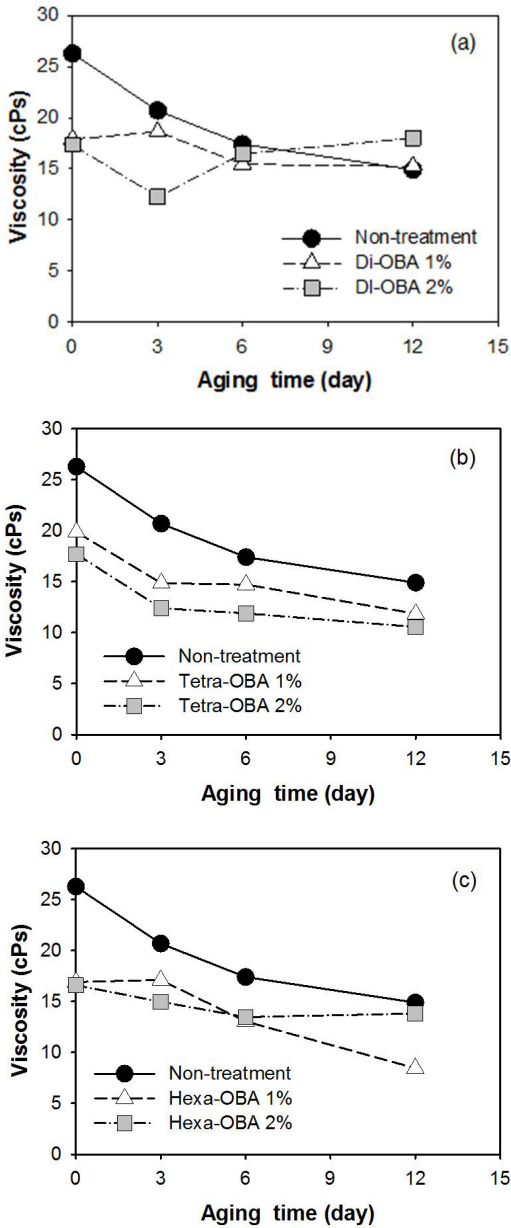 (a)
30
25
20
15
10
5
0
Viscosity (cPs)
Non-treatment
Di-OBA 1%
DI-OBA 2%
0 3 6 9 12 15
Aging time (day)
(b)
30
25
20
15
10
5
0
Viscosity (cPs)
Non-treatment
Tetra-OBA 1%
Tetra-OBA 2%
0 3 6 9 12 15
Aging time (day)
(c)
30
25
20
15
10
5
0
Viscosity (cPs)
Non-treatment
Hexa-OBA 1%
Hexa-OBA 2%
0 3 6 9 12 15
Aging time (day)